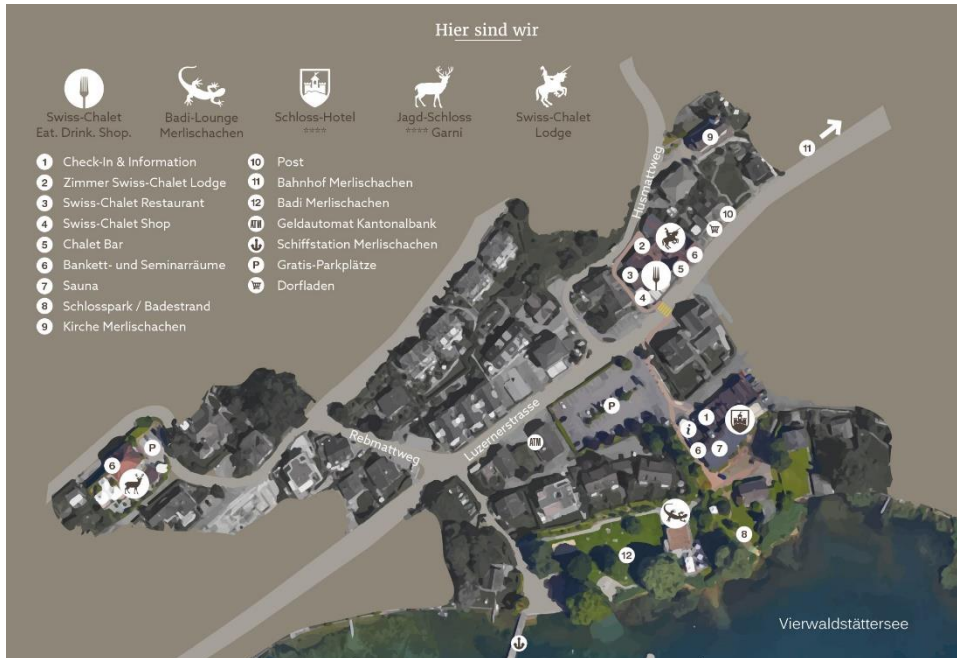 Hier sind wir
Swiss-Chalet
Eat. Drink. Shop.
Badi-Lounge
Merlischachen
Schloss-Hotel
****
Jagd-Schloss
**** Garni
Swiss-Chalet
Lodge
1 Check-In & Information
2 Zimmer Swiss-Chalet Lodge
3 Swiss-Chalet Restaurant
4 Swiss-Chalet Shop
5 Chalet Bar
6 Bankett- und Seminarräume
7 Sauna
8 Schlosspark / Badestrand
9 Kirche Merlischachen
10 Post
11 Bahnhof Merlischachen
12 Badi Merlischachen
ATM Geldautomat Kantonalbank
Schiffstation Merlischachen
P Gratis-Parkplätze
Dorfladen
9
11
Husmattweg
10
2
6
3
5
4
P
Luzernerstrasse
ATM
Rebmattweg
1
i
6
7
6
P
8
12
Vierwaldstättersee